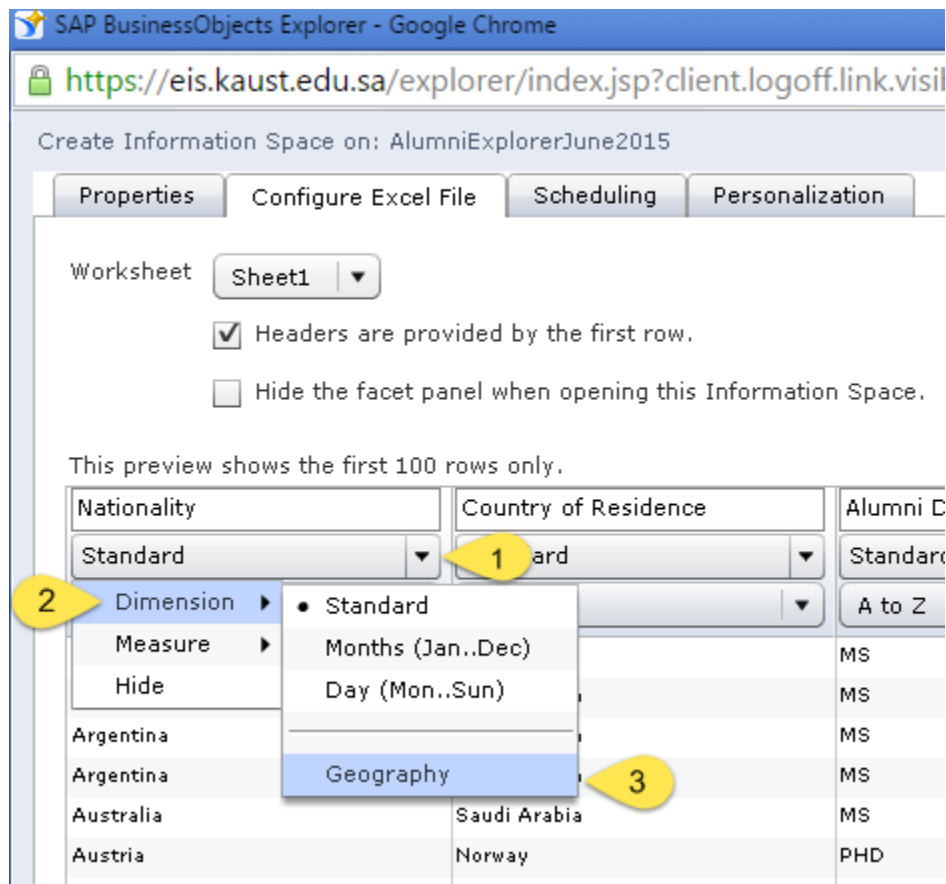 SAP BusinessObjects Explorer - Google Chrome
https://eis.kaust.edu.sa/explorer/index.jsp?client.logoff.link.visib
Create Information Space on: AlumniExplorerJune2015
Properties Configure Excel File Scheduling Personalization
Worksheet Sheet1
Headers are provided by the first row.
Hide the facet panel when opening this Information Space.
This preview shows the first 100 rows only.
Nationality Country of Residence Alumni D
Standard 1 ard Standard
2 Dimension • Standard A to Z
Measure Months (Jan..Dec) MS
Hide Day (Mon..Sun) MS
Argentina MS
Argentina Geography 3 MS
Australia Saudi Arabia MS
Austria Norway PHD